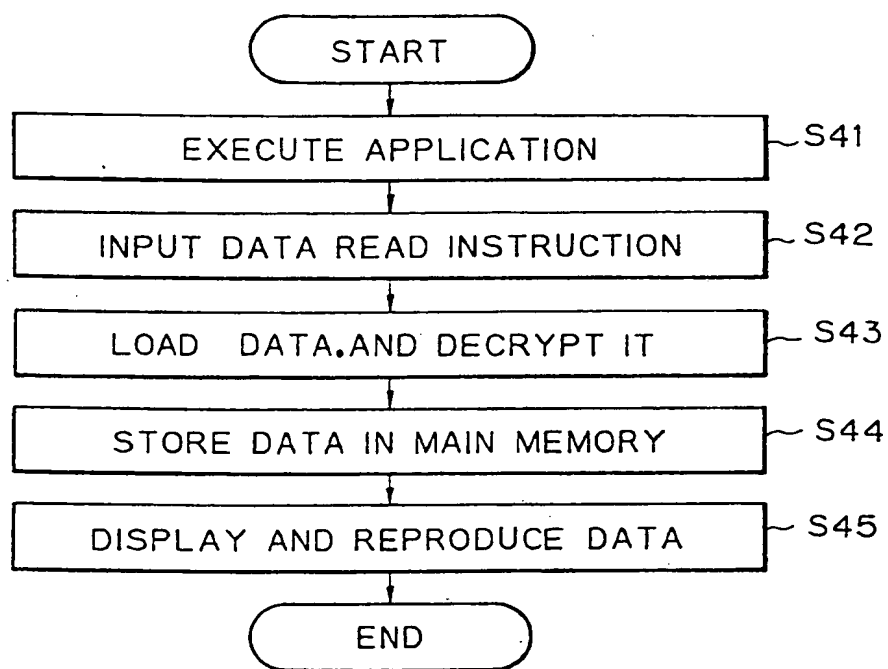 START
EXECUTE APPLICATION S41
INPUT DATA READ INSTRUCTION S42
LOAD DATA.AND DECRYPT IT S43
STORE DATA IN MAIN MEMORY S44
DISPLAY AND REPRODUCE DATA S45
END